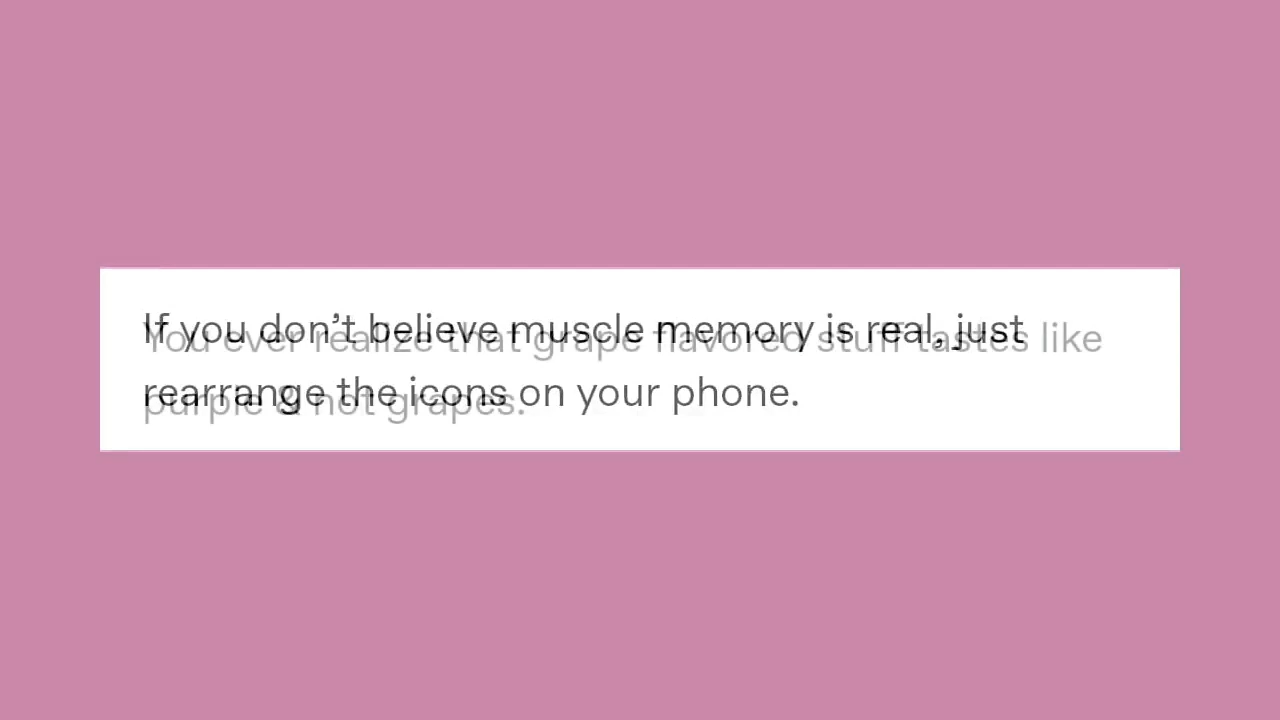 If you don’t believe muscle memory is real, just
rearrange the icons on your phone.
You ever realize that grape flavored stuff tastes like
purple & not grapes.